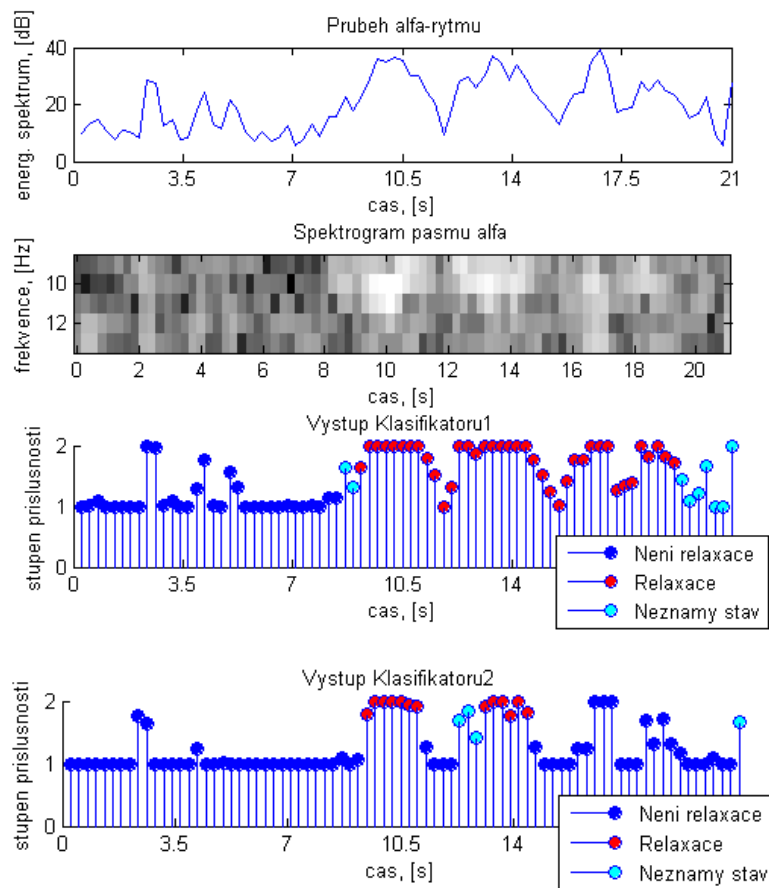 Prubeh alfa-rytmu
energ. spektrum, [dB]
40
20
0
0 3.5 7 10.5 14 17.5 21
cas, [s]
Spektrogram pasmu alfa
frekvence, [Hz]
10
12
0 2 4 6 8 10 12 14 16 18 20
cas, [s]
Vystup Klasifikatoru1
stupen prislusnosti
2
1
0
0 3.5 7 10.5 14
cas, [s]
Neni relaxace
Relaxace
Neznamy stav
Vystup Klasifikatoru2
stupen prislusnosti
2
1
0
0 3.5 7 10.5 14
cas, [s]
Neni relaxace
Relaxace
Neznamy stav